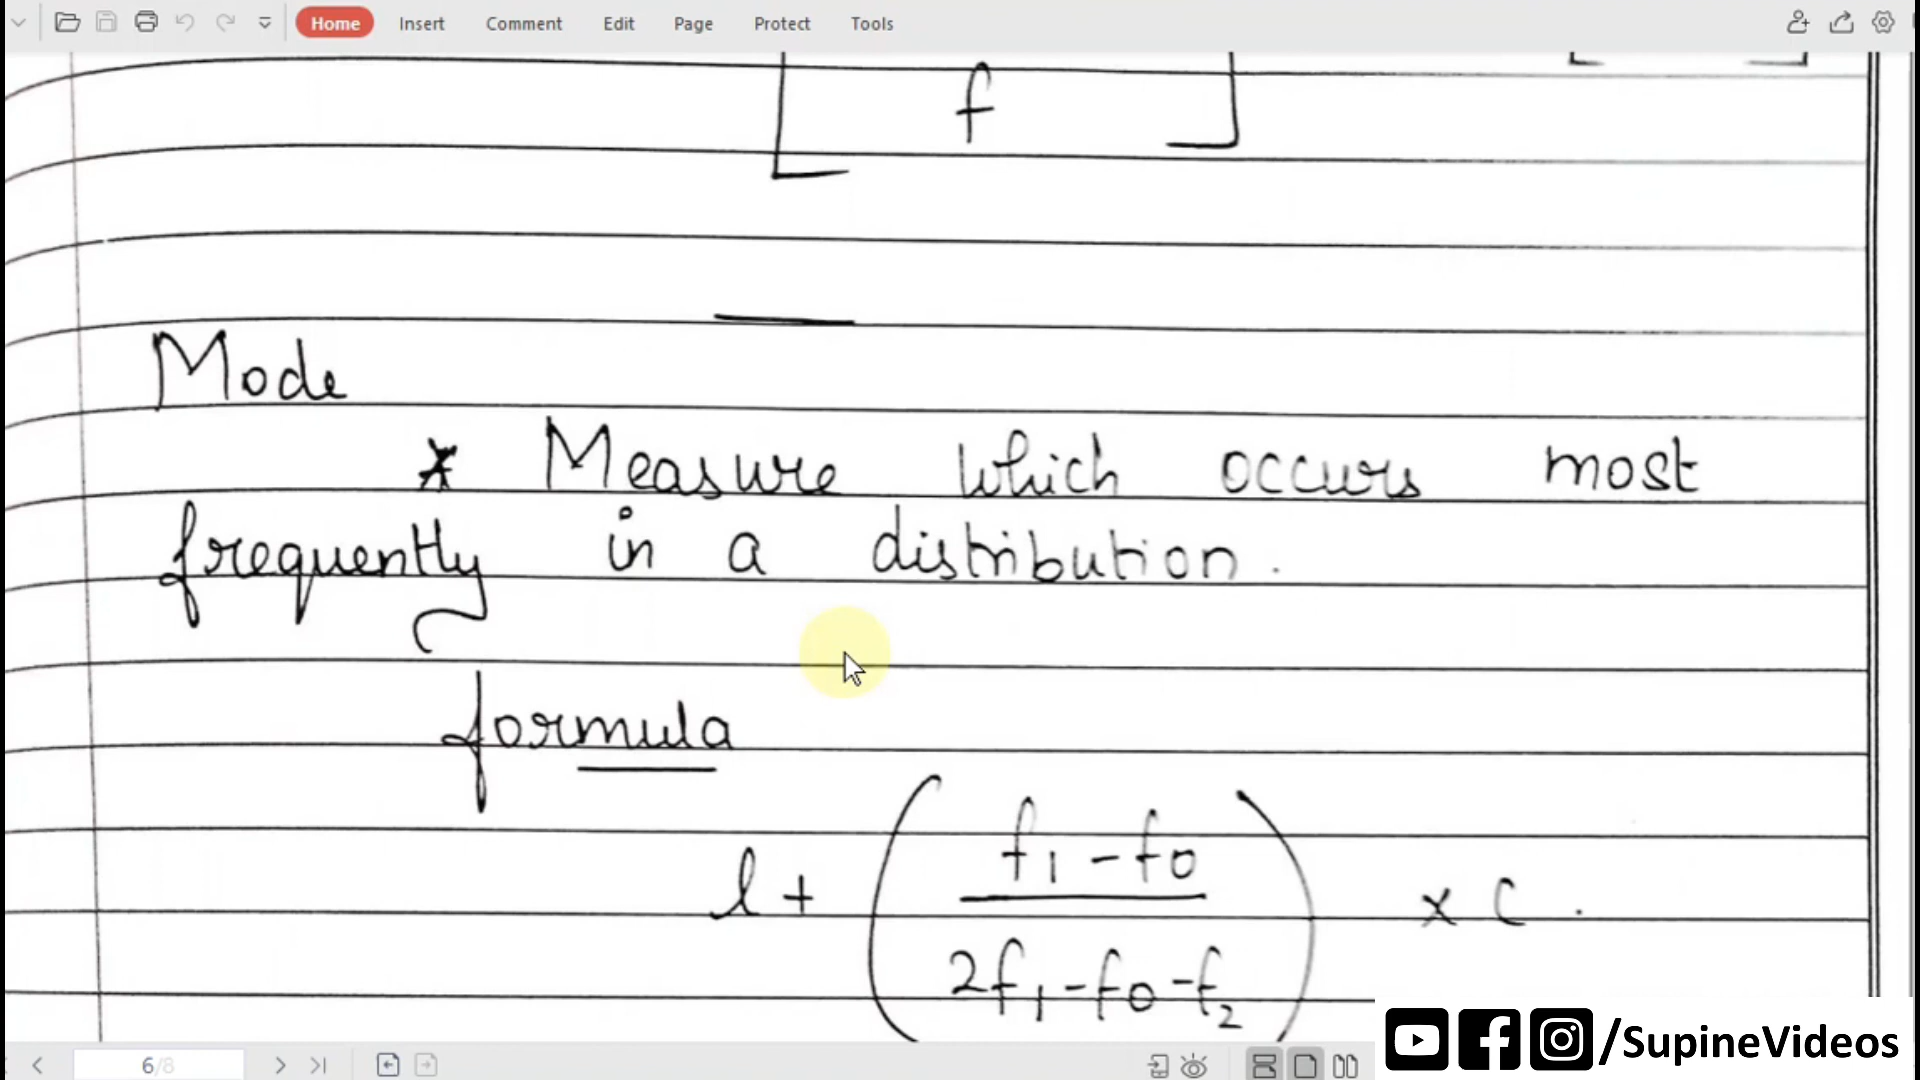 Home Insert Comment Edit Page Protect Tools
f
Mode
* Measure which occurs most
frequently in a distribution.
formula
l + ( f1 - f0 / 2f1 - f0 - f2 ) x c.
6/8
/SupineVideos